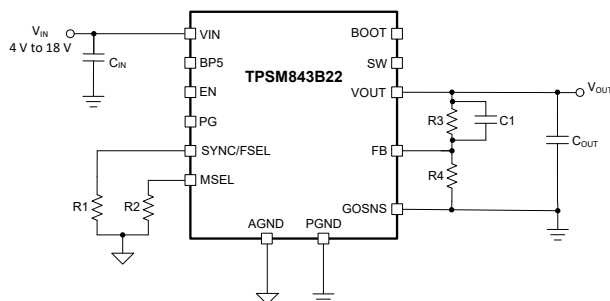 VIN
4 V to 18 V
CIN
VIN
BP5
EN
PG
SYNC/FSEL
MSEL
R1
R2
TPSM843B22
BOOT
SW
VOUT
FB
GOSNS
AGND
PGND
R3
C1
R4
VOUT
COUT